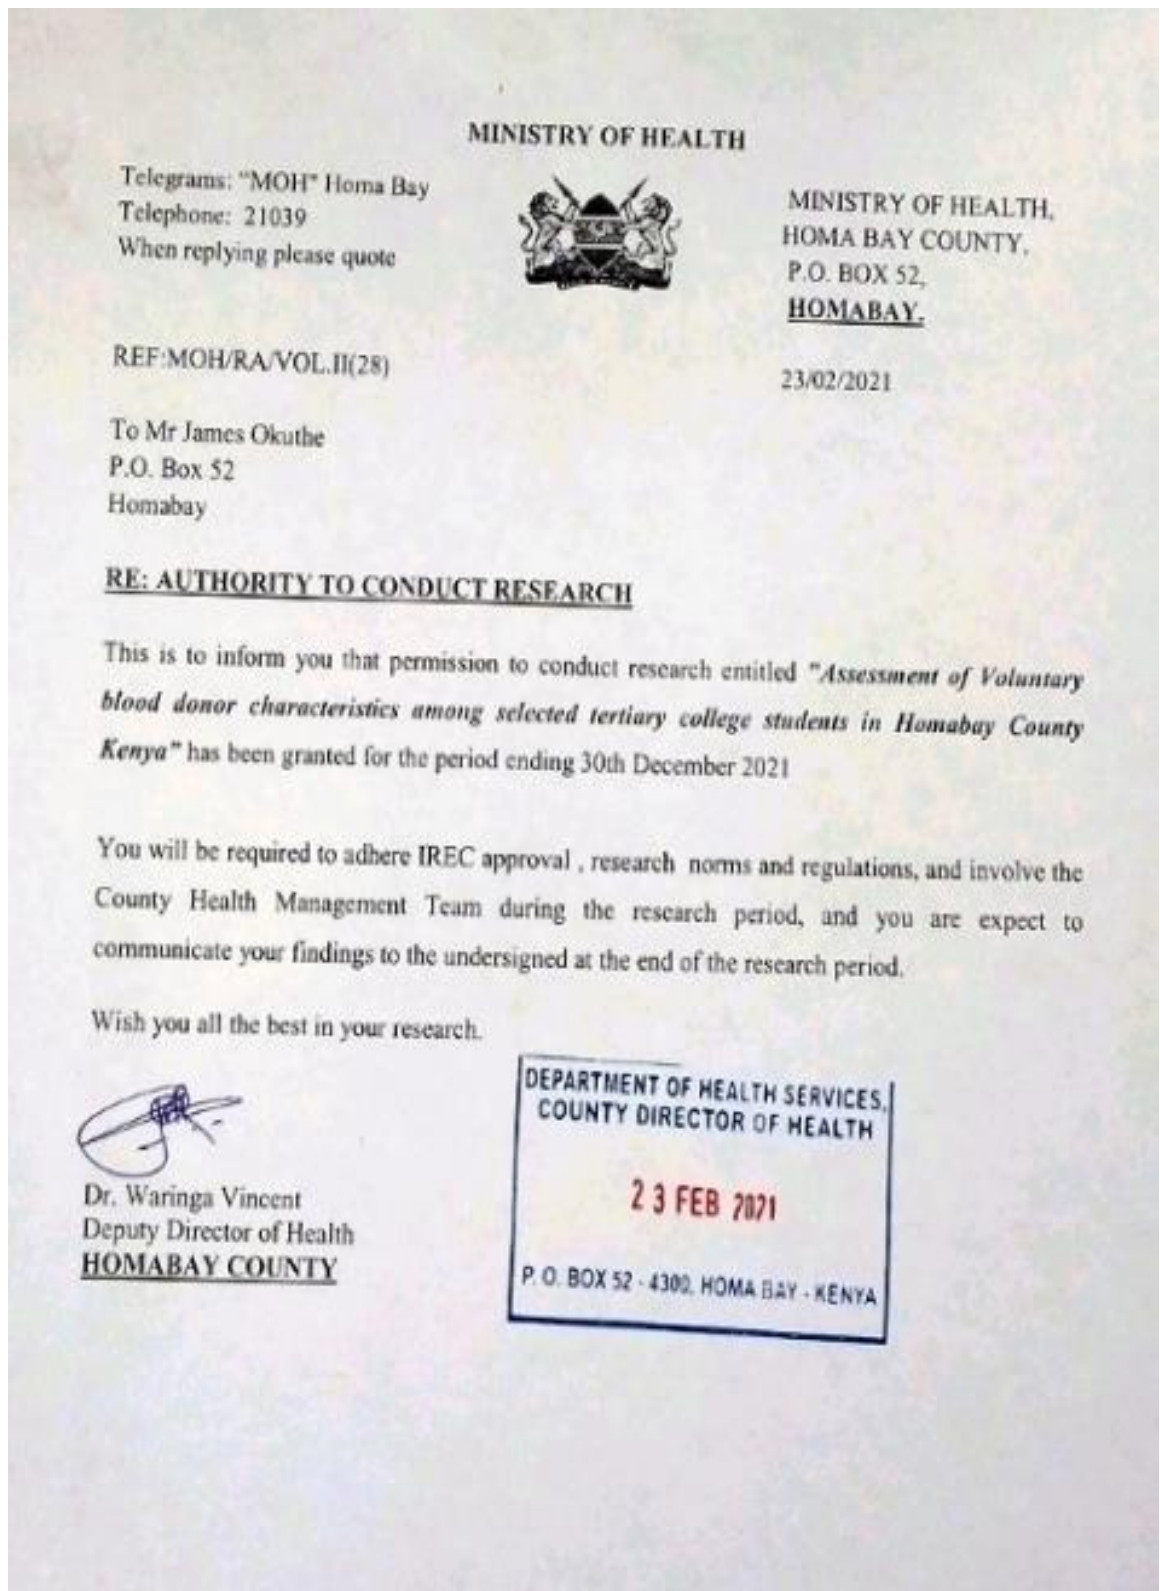 MINISTRY OF HEALTH
Telegrams: "MOH" Homa Bay
Telephone: 21039
When replying please quote
MINISTRY OF HEALTH,
HOMA BAY COUNTY,
P.O. BOX 52,
HOMABAY.
REF:MOH/RA/VOL.II(28)
23/02/2021
To Mr James Okuthe
P.O. Box 52
Homabay
RE: AUTHORITY TO CONDUCT RESEARCH
This is to inform you that permission to conduct research entitled "Assessment of Voluntary
blood donor characteristics among selected tertiary college students in Homabay County
Kenya" has been granted for the period ending 30th December 2021
You will be required to adhere IREC approval , research norms and regulations, and involve the
County Health Management Team during the research period, and you are expect to
communicate your findings to the undersigned at the end of the research period.
Wish you all the best in your research.
Dr. Waringa Vincent
Deputy Director of Health
HOMABAY COUNTY
DEPARTMENT OF HEALTH SERVICES,
COUNTY DIRECTOR OF HEALTH
23 FEB 2021
P. O. BOX 52 - 4300, HOMA BAY - KENYA